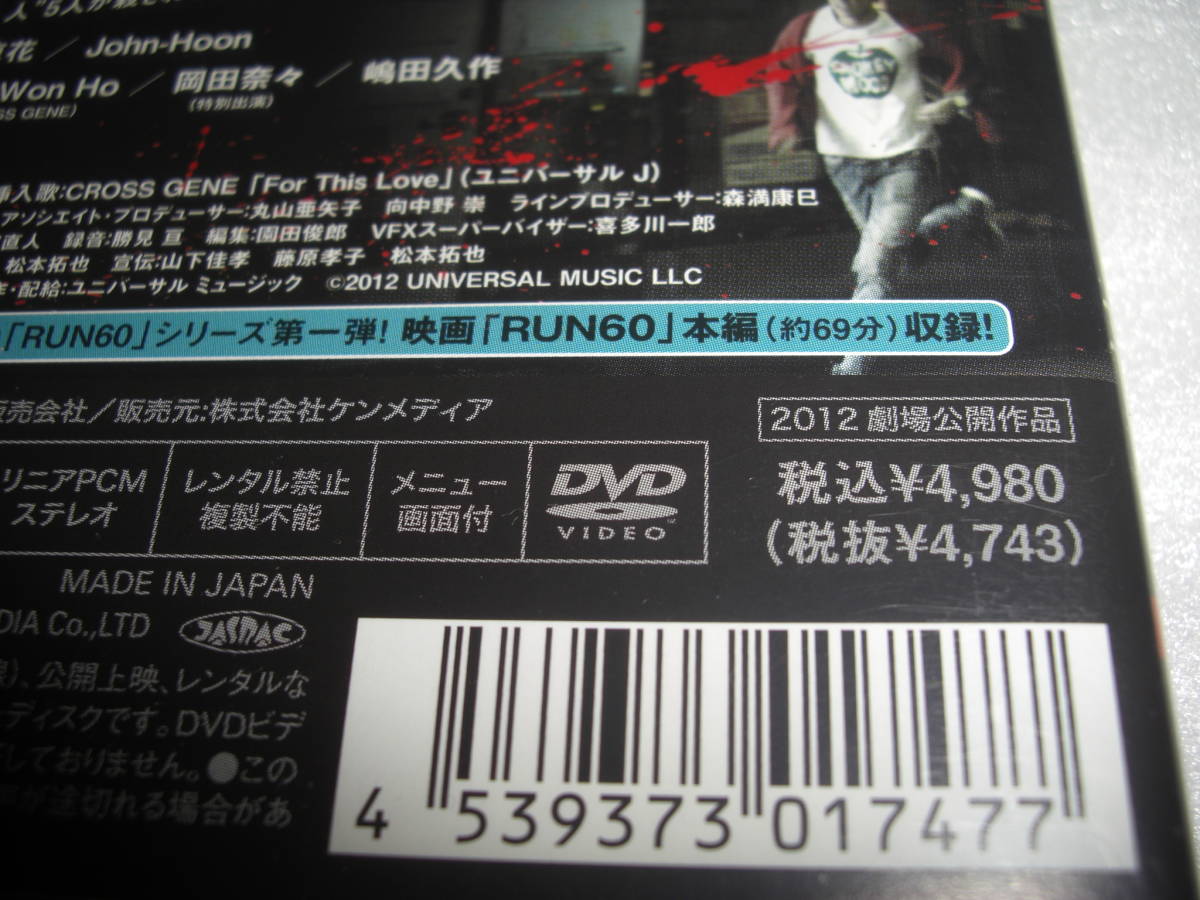 人"5人が
花／John-Hoon
Won Ho／岡田奈々／嶋田久作
SS GENE) (特別出演)
挿入歌:CROSS GENE「For This Love」(ユニバーサル J)
アソシエイト・プロデューサー:丸山亜矢子 向中野 崇 ラインプロデューサー:森満康巳
直人 録音:勝見 亘 編集:園田俊郎 VFXスーパーバイザー:喜多川一郎
松本拓也 宣伝:山下佳孝 藤原孝子 松本拓也
・配給:ユニバーサル ミュージック ©2012 UNIVERSAL MUSIC LLC
「RUN60」シリーズ第一弾! 映画「RUN60」本編(約69分)収録!
販売会社／販売元:株式会社ケンメディア
2012 劇場公開作品
リニアPCM
ステレオ
レンタル禁止
複製不能
メニュー
画面付
DVD
VIDEO
税込¥4,980
(税抜¥4,743)
MADE IN JAPAN
DIA Co.,LTD JASRAC
)、公開上映、レンタルな
ディスクです。DVDビデ
しておりません。●この
が途切れる場合があ
4 539373 017477